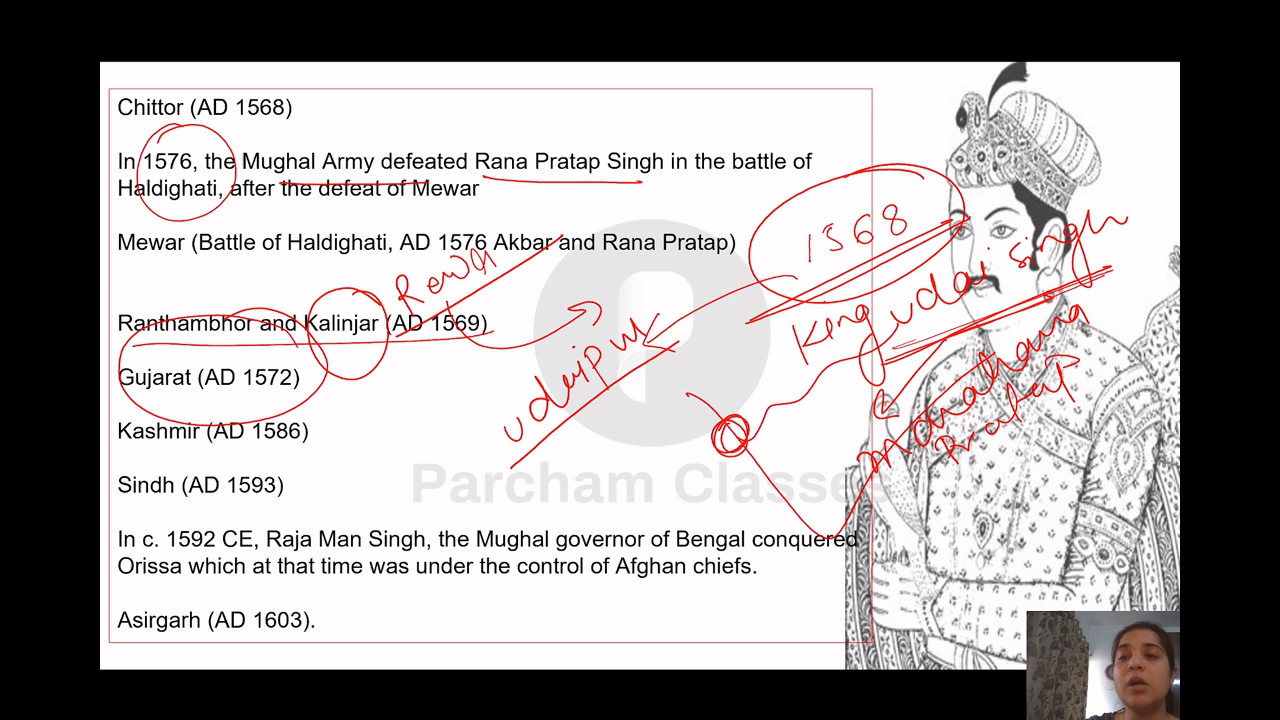 Chittor (AD 1568)
In 1576, the Mughal Army defeated Rana Pratap Singh in the battle of
Haldighati, after the defeat of Mewar
Mewar (Battle of Haldighati, AD 1576 Akbar and Rana Pratap)
1568
King Udai Singh
Ranthambhor and Kalinjar (AD 1569)
Rewa
Udaipur
Maharana
Pratap
Gujarat (AD 1572)
Kashmir (AD 1586)
Parcham Classes
Sindh (AD 1593)
In c. 1592 CE, Raja Man Singh, the Mughal governor of Bengal conquered
Orissa which at that time was under the control of Afghan chiefs.
Asirgarh (AD 1603).